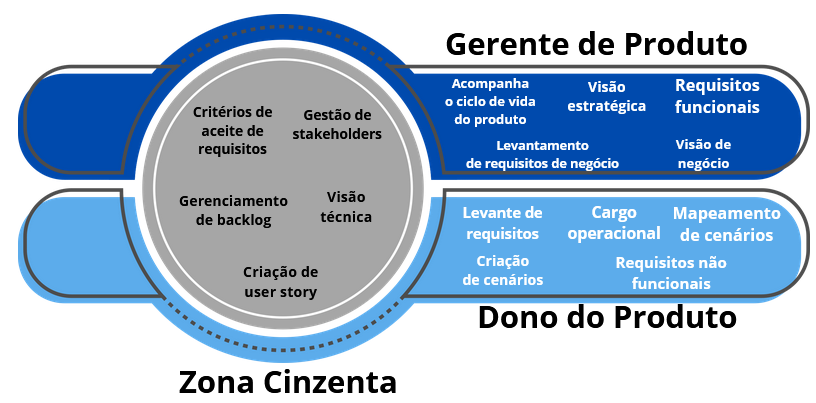 Gerente de Produto
Acompanha
o ciclo de vida
do produto
Visão
estratégica
Requisitos
funcionais
Levantamento
de requisitos de negócio
Visão de
negócio
Critérios de
aceite de
requisitos
Gestão de
stakeholders
Gerenciamento
de backlog
Visão
técnica
Criação de
user story
Levante de
requisitos
Cargo
operacional
Mapeamento
de cenários
Criação
de cenários
Requisitos não
funcionais
Dono do Produto
Zona Cinzenta